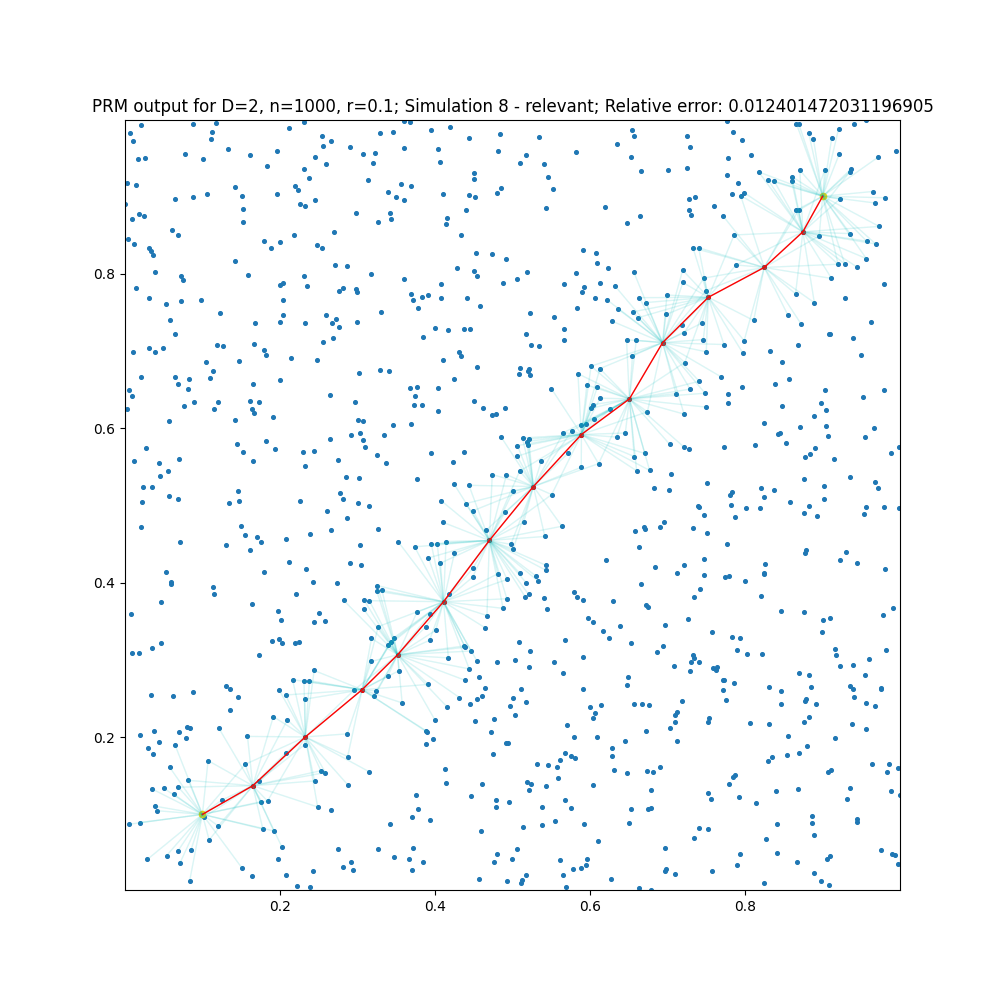 PRM output for D=2, n=1000, r=0.1; Simulation 8 - relevant; Relative error: 0.012401472031196905
0.8
0.6
0.4
0.2
0.2 0.4 0.6 0.8